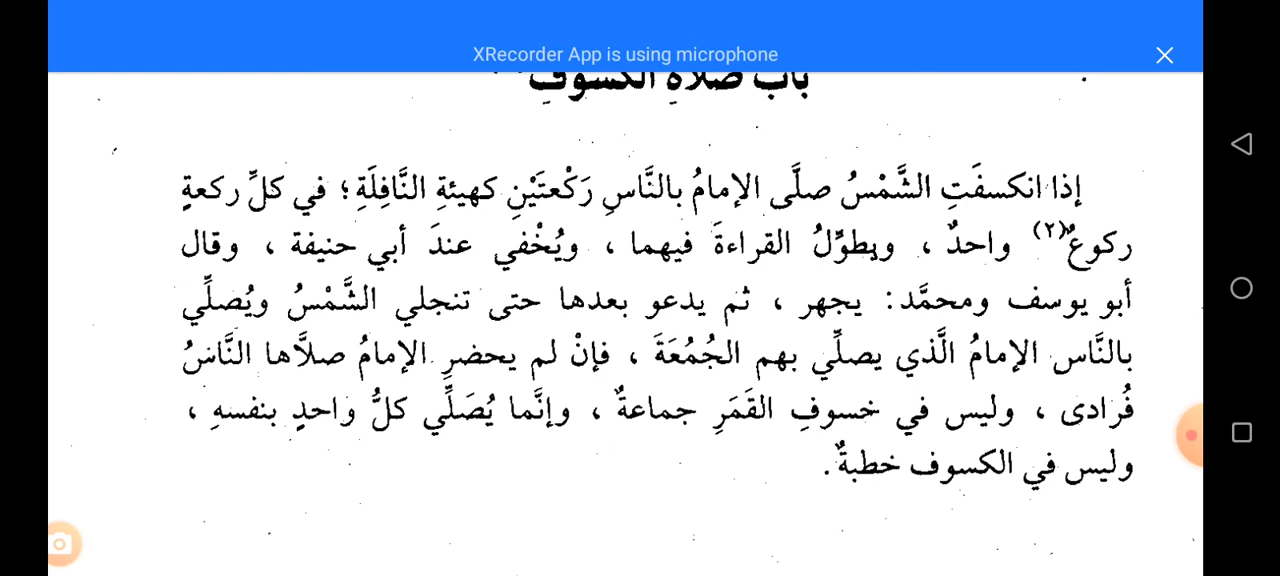 XRecorder App is using microphone
باب صلاةِ الكسوفِ
إذا انكسفَتِ الشَّمْسُ صلَّى الإمامُ بالنَّاسِ رَكْعتَيْنِ كهيئةِ النَّافِلَةِ؛ في كلِّ ركعةٍ
ركوعٌ(٢) واحدٌ ، ويطوِّلُ القراءةَ فيهما ، ويُخْفي عندَ أبي حنيفة ، وقال
أبو يوسف ومحمَّد: يجهر ، ثم يدعو بعدها حتى تنجلي الشَّمْسُ ويُصلِّي
بالنَّاس الإمامُ الَّذي يصلِّي بهم الجُمُعَةَ ، فإنْ لم يحضرِ الإمامُ صلاَّها النَّاسُ
فُرادى ، وليس في خسوفِ القَمَرِ جماعةٌ ، وإنَّما يُصَلِّي كلُّ واحدٍ بنفسهِ ،
وليس في الكسوف خطبةٌ .